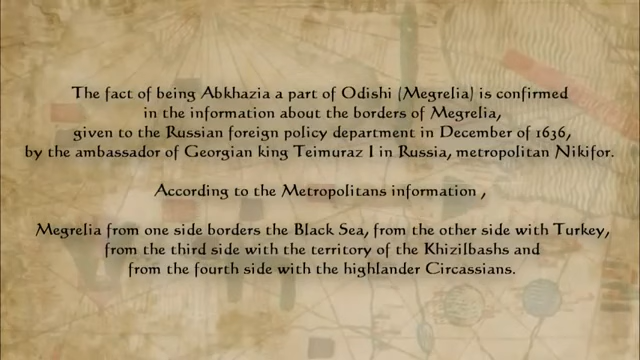 The fact of being Abkhazia a part of Odishi (Megrelia) is confirmed
in the information about the borders of Megrelia,
given to the Russian foreign policy department in December of 1636,
by the ambassador of Georgian king Teimuraz I in Russia, metropolitan Nikifor.
According to the Metropolitans information ,
Megrelia from one side borders the Black Sea, from the other side with Turkey,
from the third side with the territory of the Khizilbashs and
from the fourth side with the highlander Circassians.